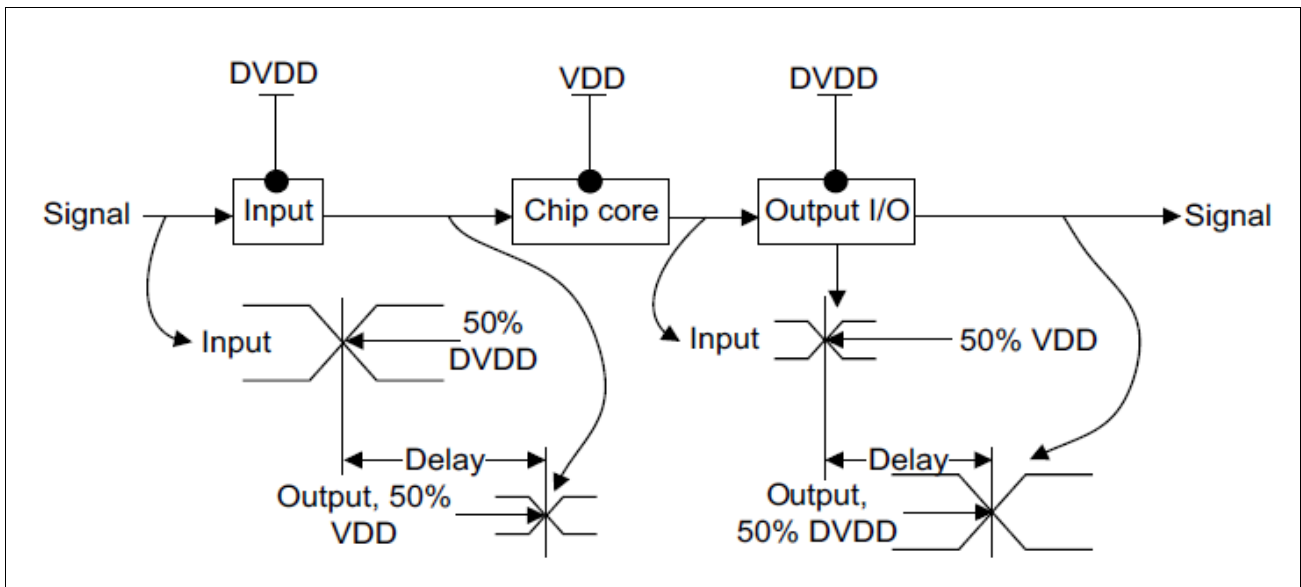 DVDD
VDD
DVDD
Signal
Input
Chip core
Output I/O
Signal
Input
50%
DVDD
Input
50% VDD
Delay
Output, 50%
VDD
Delay
Output,
50% DVDD